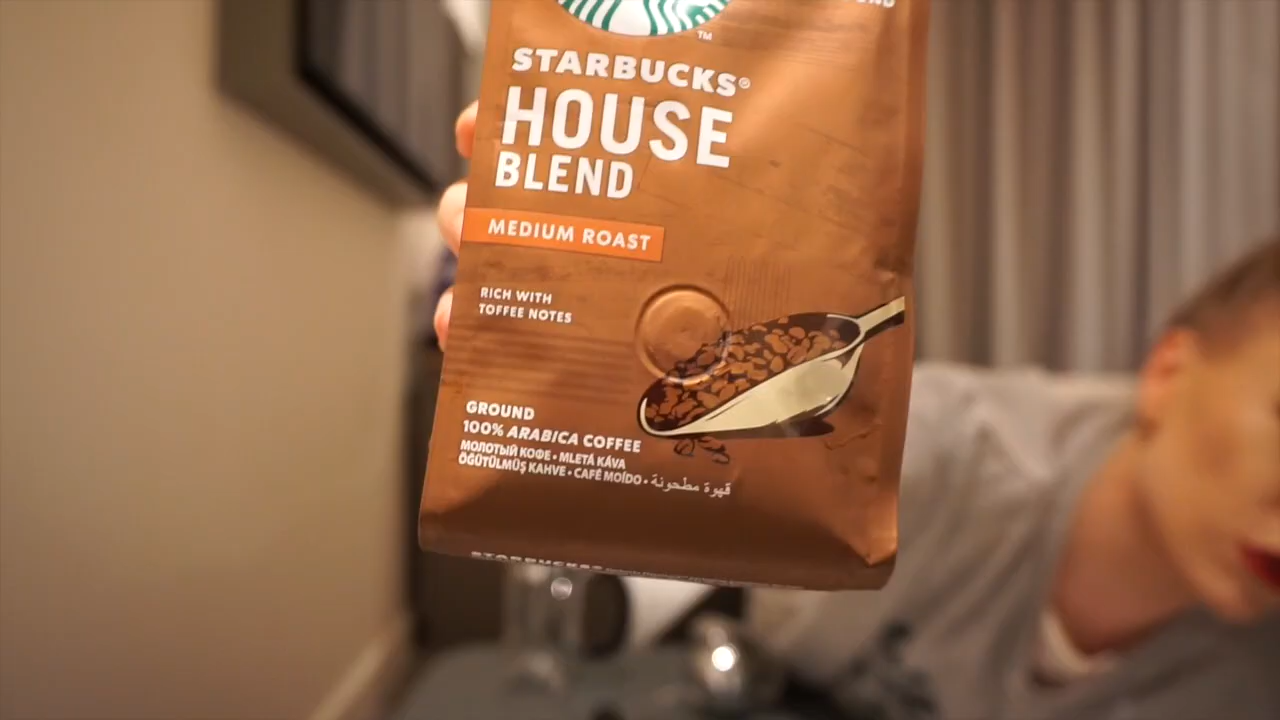 ™
STARBUCKS®
HOUSE
BLEND
MEDIUM ROAST
RICH WITH
TOFFEE NOTES
GROUND
100% ARABICA COFFEE
МОЛОТЫЙ КОФЕ • MLETÁ KÁVA
ÖĞÜTÜLMÜŞ KAHVE • CAFÉ MOÍDO • قهوة مطحونة